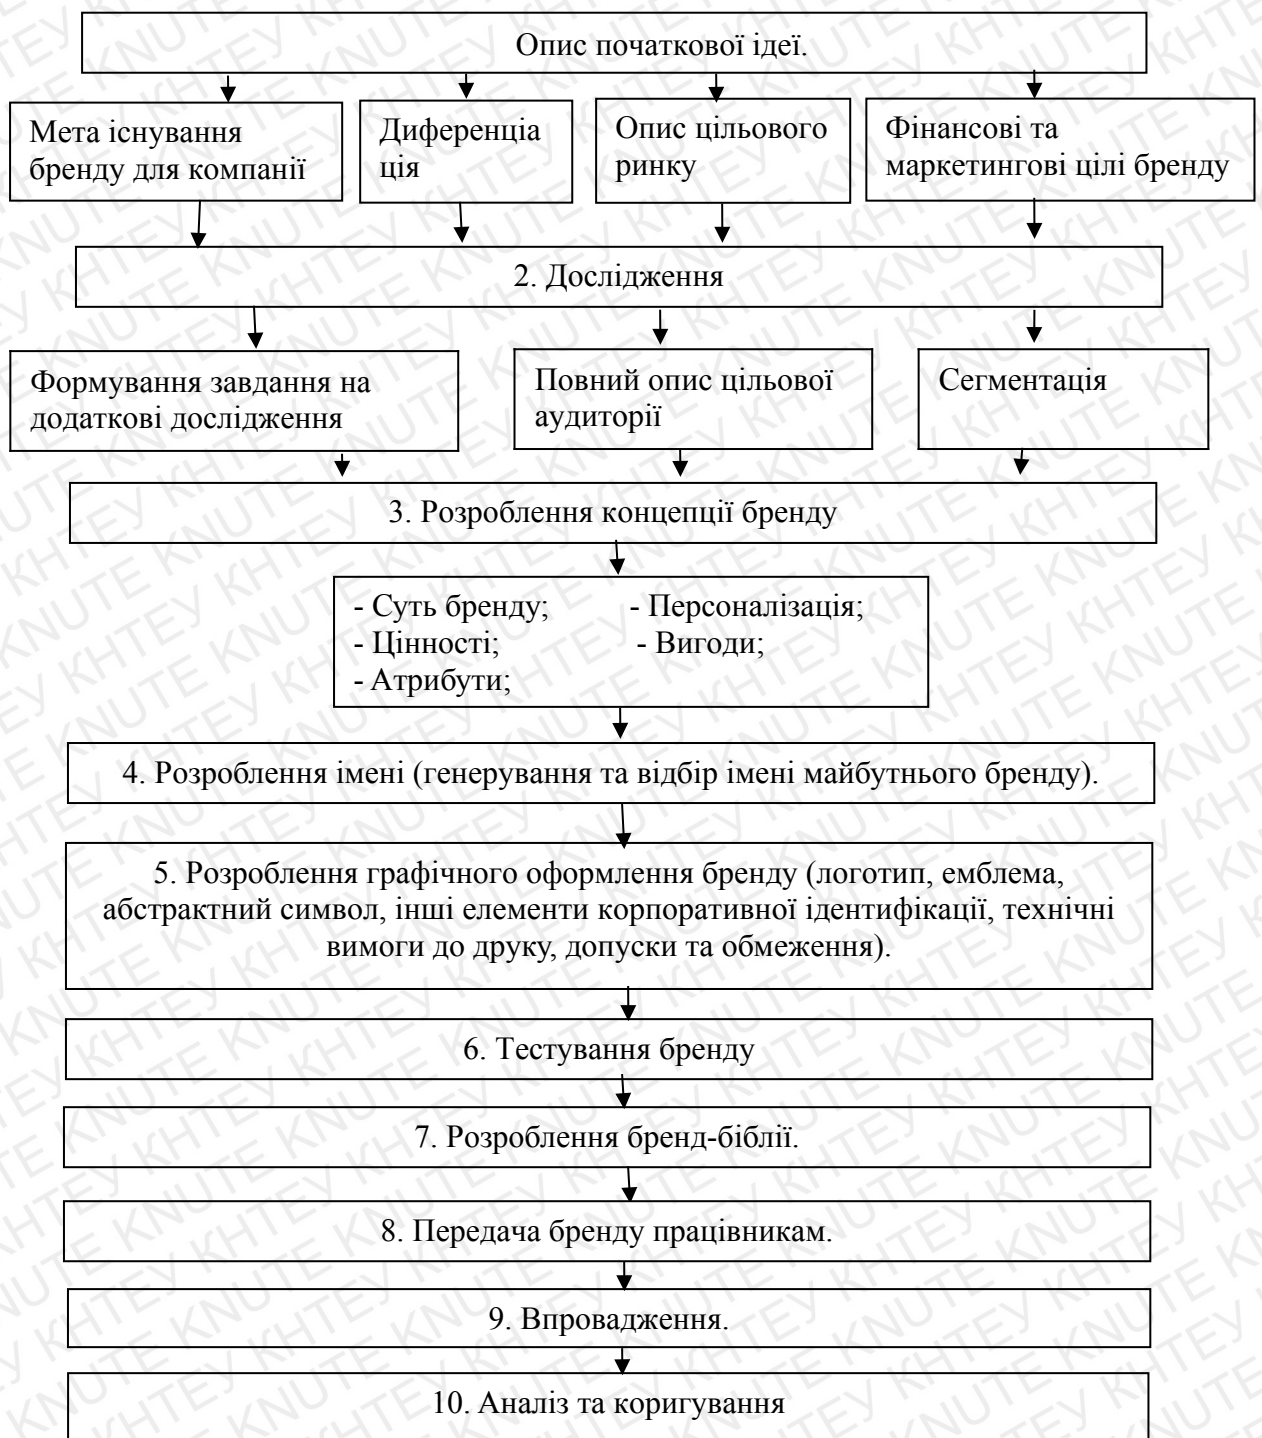 Опис початкової ідеї.
Мета існування
бренду для компанії
Диференціа
ція
Опис цільового
ринку
Фінансові та
маркетингові цілі бренду
2. Дослідження
Формування завдання на
додаткові дослідження
Повний опис цільової
аудиторії
Сегментація
3. Розроблення концепції бренду
- Суть бренду; - Персоналізація;
- Цінності; - Вигоди;
- Атрибути;
4. Розроблення імені (генерування та відбір імені майбутнього бренду).
5. Розроблення графічного оформлення бренду (логотип, емблема,
абстрактний символ, інші елементи корпоративної ідентифікації, технічні
вимоги до друку, допуски та обмеження).
6. Тестування бренду
7. Розроблення бренд-біблії.
8. Передача бренду працівникам.
9. Впровадження.
10. Аналіз та коригування